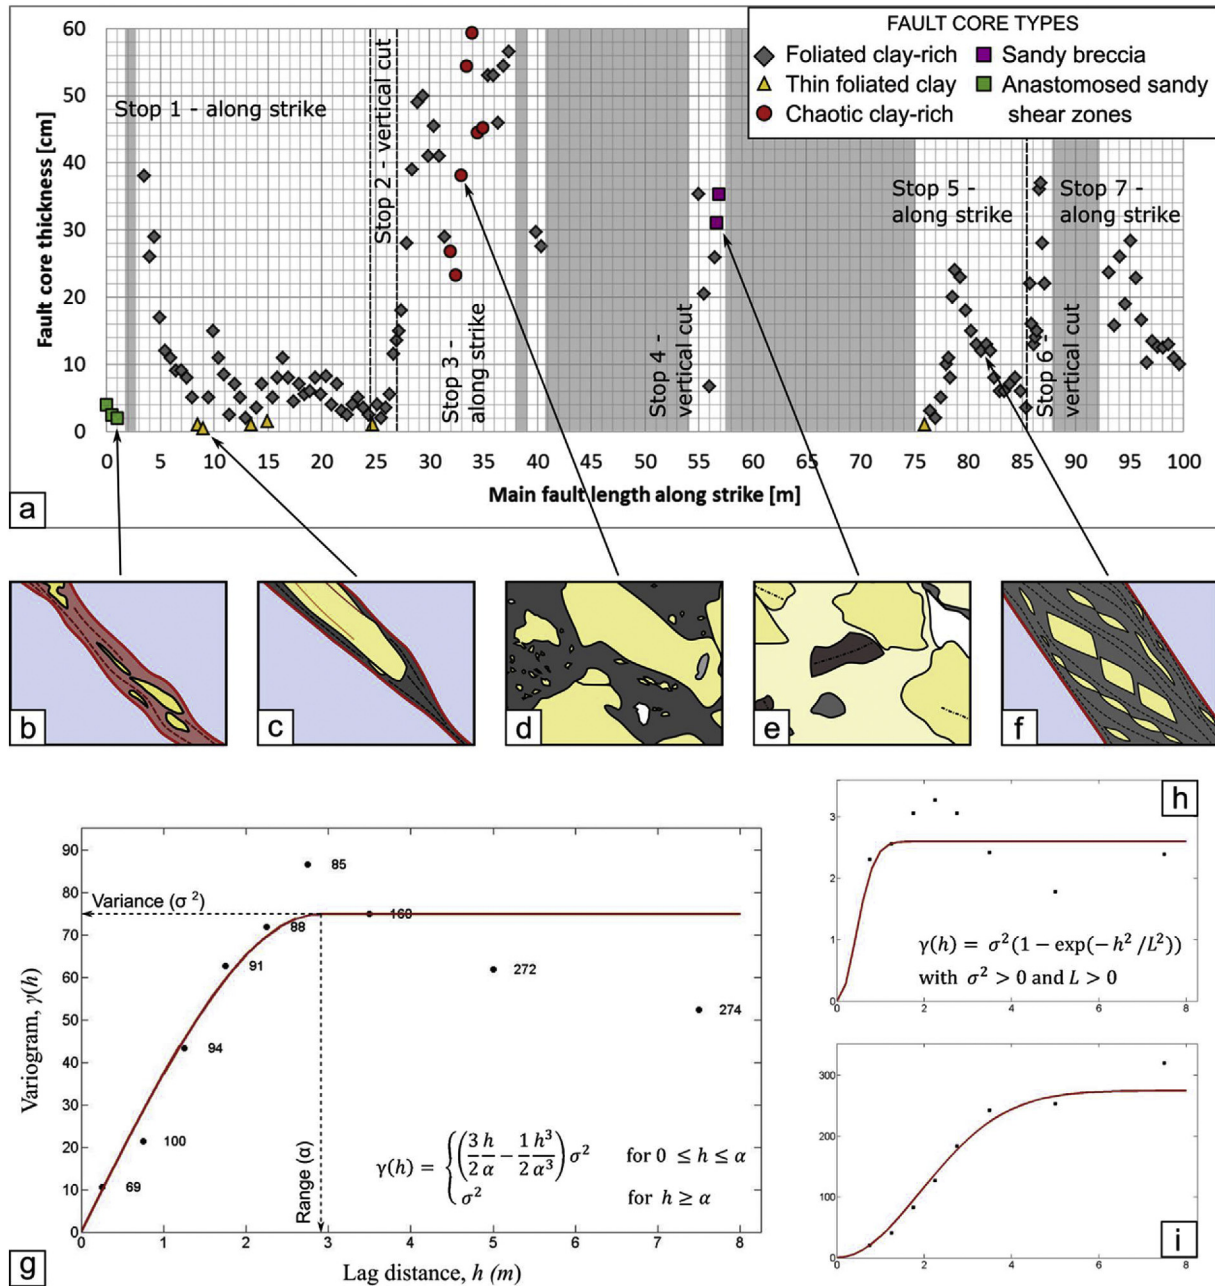 FAULT CORE TYPES
Foliated clay-rich
Sandy breccia
Thin foliated clay
Anastomosed sandy
Chaotic clay-rich
shear zones
Fault core thickness [cm]
60
50
40
30
20
10
0
Stop 1 - along strike
Stop 2 - vertical cut
Stop 3 -
along strike
Stop 4 -
vertical cut
Stop 5 -
along strike
Stop 6 -
vertical cut
Stop 7 -
along strike
0 5 10 15 20 25 30 35 40 45 50 55 60 65 70 75 80 85 90 95 100
Main fault length along strike [m]
a
b
c
d
e
f
90
80
70
60
50
40
30
20
10
0
Variogram, γ(h)
Variance (σ²)
Range (α)
69
100
94
91
88
85
160
272
274
γ(h) = { (3/2 h/α − 1/2 h³/α³) σ² for 0 ≤ h ≤ α
σ² for h ≥ α
0 1 2 3 4 5 6 7 8
Lag distance, h (m)
g
h
3
2
1
0
γ(h) = σ²(1 − exp(−h²/L²))
with σ² > 0 and L > 0
0 2 4 6 8
300
200
100
0
i
0 2 4 6 8